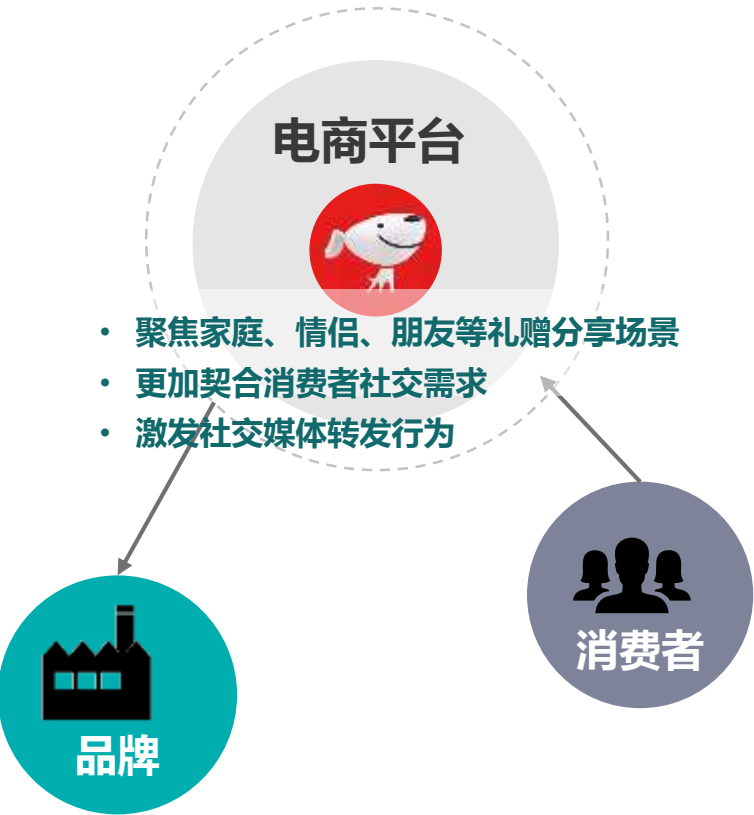 电商平台
• 聚焦家庭、情侣、朋友等礼赠分享场景
• 更加契合消费者社交需求
• 激发社交媒体转发行为
消费者
品牌